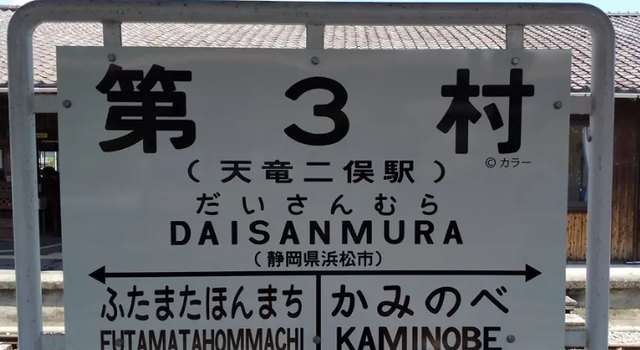 第3村
©カラー
(天竜二俣駅)
だいさんむら
DAISANMURA
(静岡県浜松市)
ふたまたほんまち かみのべ
FUTAMATAHOMMACHI KAMINOBE